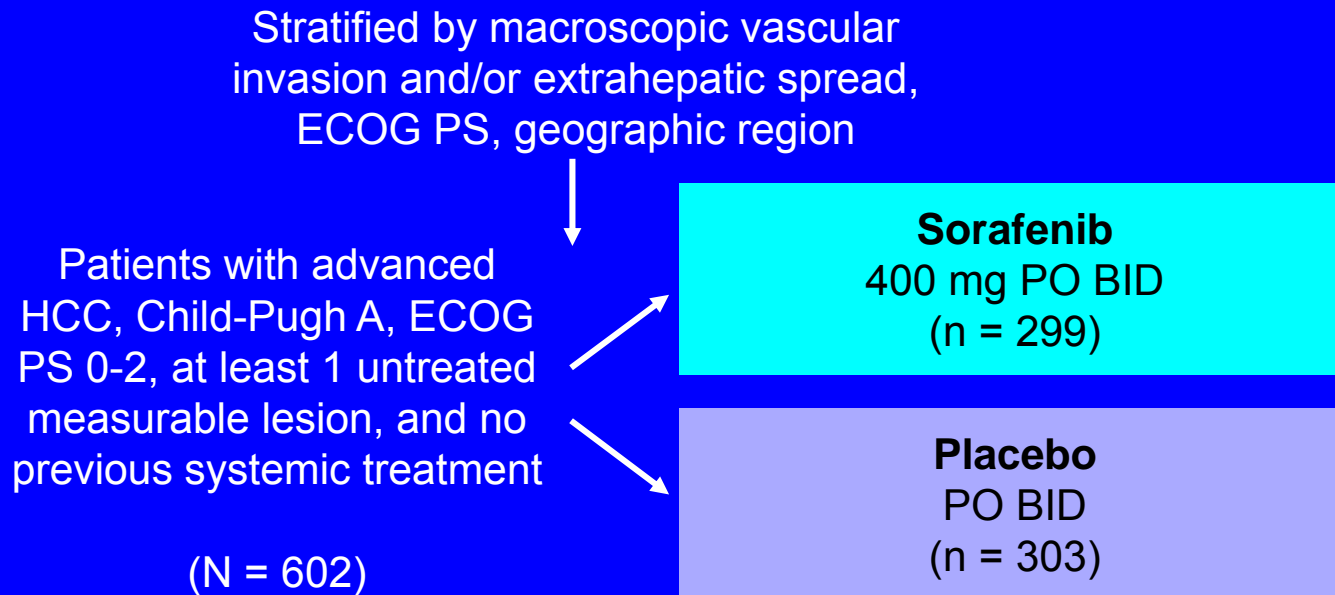 Stratified by macroscopic vascular
invasion and/or extrahepatic spread,
ECOG PS, geographic region
Patients with advanced
HCC, Child-Pugh A, ECOG
PS 0-2, at least 1 untreated
measurable lesion, and no
previous systemic treatment
(N = 602)
Sorafenib
400 mg PO BID
(n = 299)
Placebo
PO BID
(n = 303)